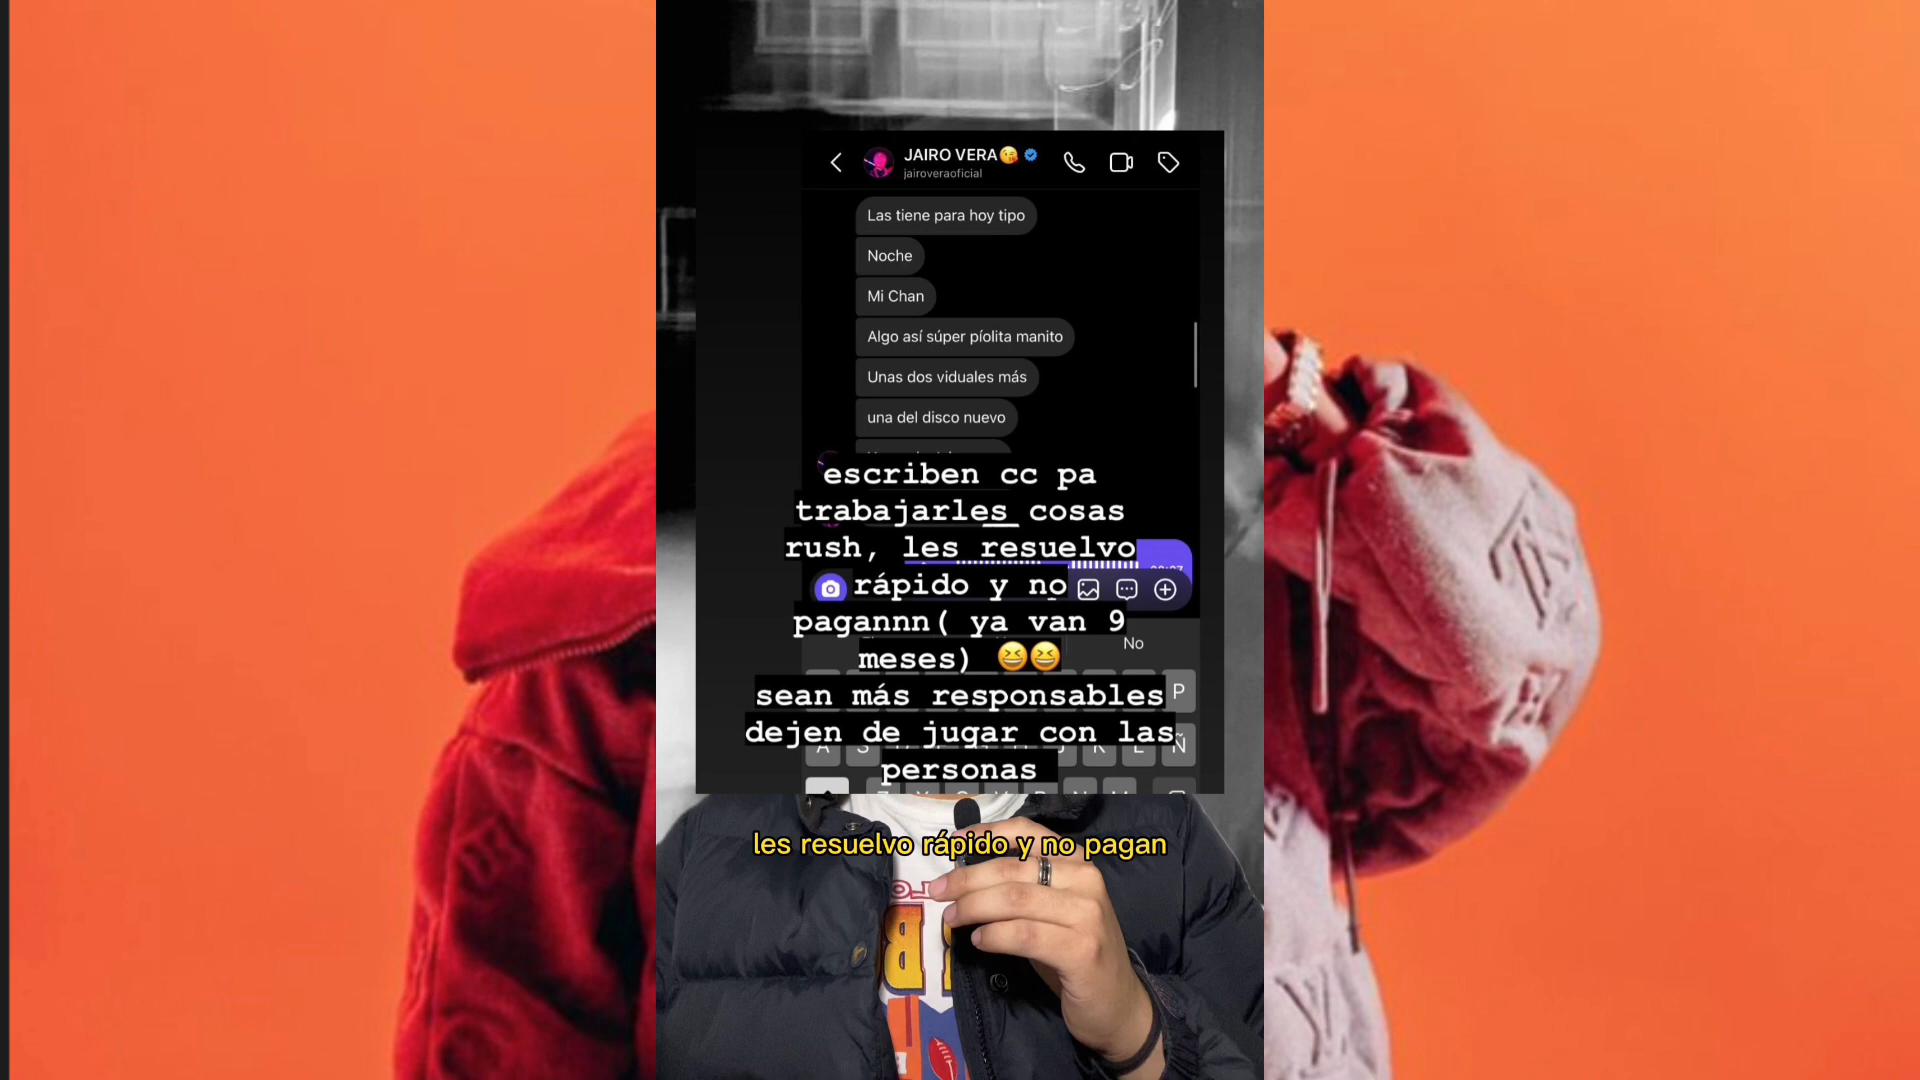 JAIRO VERA😘
jairoveraoficial
Las tiene para hoy tipo
Noche
Mi Chan
Algo así súper píolita manito
Unas dos viduales más
una del disco nuevo
escriben cc pa
trabajarles cosas
rush, les resuelvo
rápido y no
pagannn( ya van 9
meses) 😆😆
sean más responsables
dejen de jugar con las
personas
No
P
Ñ
les resuelvo rápido y no pagan